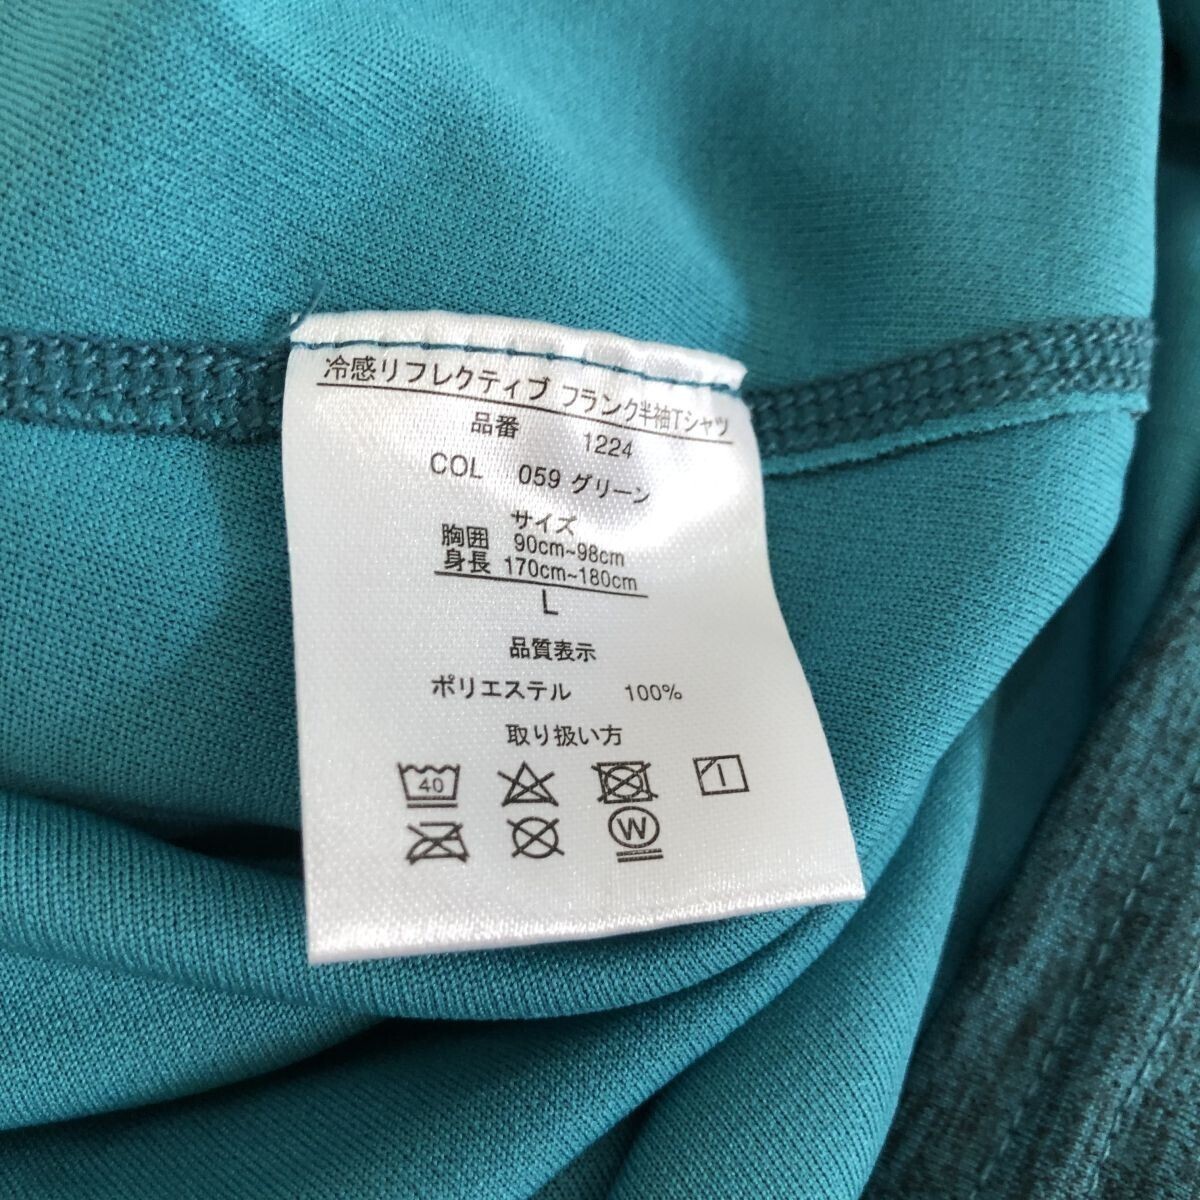 冷感リフレクティブ フランク半袖Tシャツ
品番 1224
COL 059 グリーン
サイズ
胸囲 90cm~98cm
身長 170cm~180cm
L
品質表示
ポリエステル 100%
取り扱い方
40
W